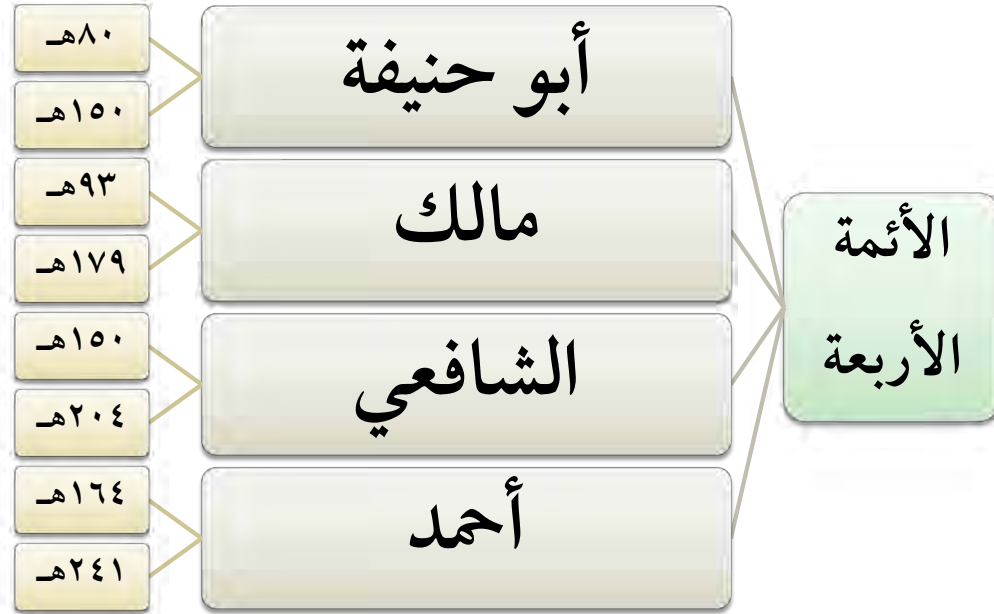 الأئمة
الأربعة
أبو حنيفة
٨٠هـ
١٥٠هـ
مالك
٩٣هـ
١٧٩هـ
الشافعي
١٥٠هـ
٢٠٤هـ
أحمد
١٦٤هـ
٢٤١هـ